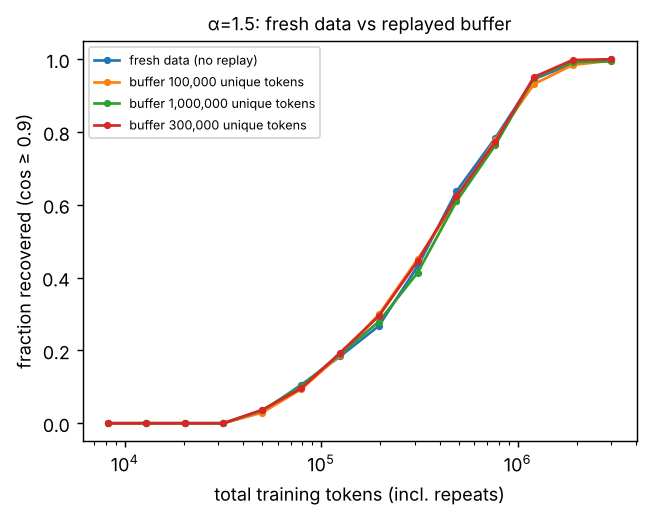 α=1.5: fresh data vs replayed buffer
fresh data (no replay)
buffer 100,000 unique tokens
buffer 1,000,000 unique tokens
buffer 300,000 unique tokens
fraction recovered (cos ≥ 0.9)
1.0
0.8
0.6
0.4
0.2
0.0
10⁴ 10⁵ 10⁶
total training tokens (incl. repeats)